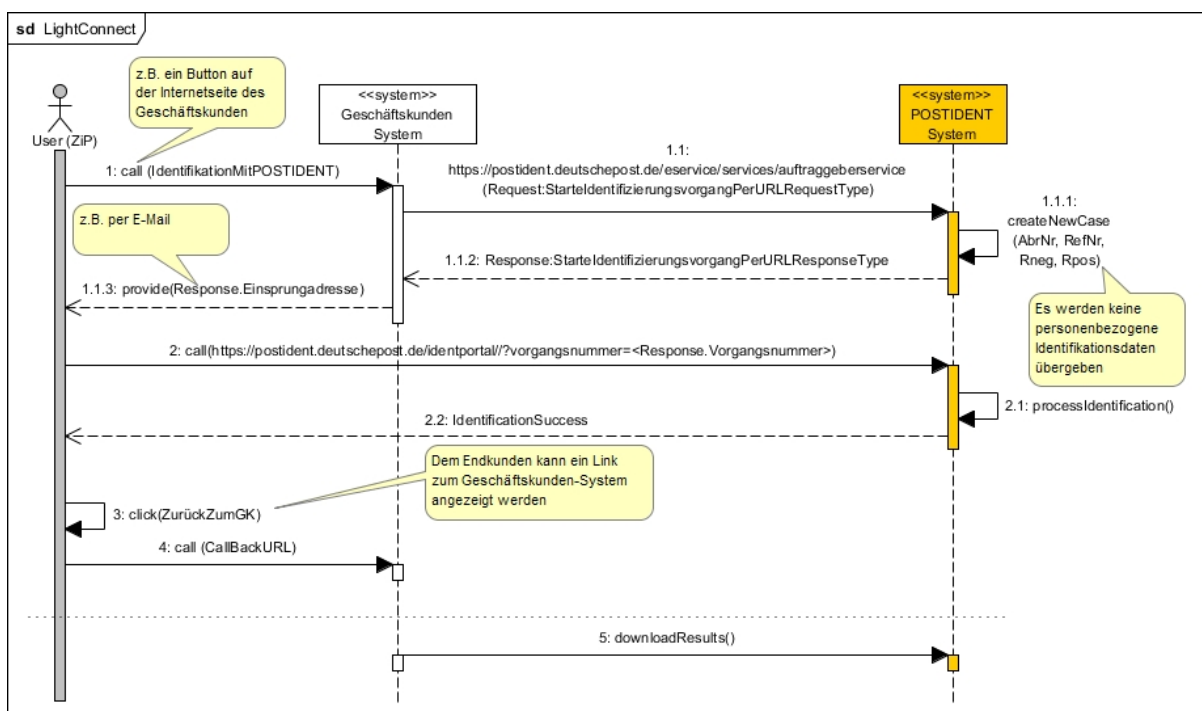 sd LightConnect
z.B. ein Button auf
der Internetseite des
Geschäftskunden
User (ZiP)
<<system>>
Geschäftskunden
System
<<system>>
POSTIDENT
System
1: call (IdentifikationMitPOSTIDENT)
1.1:
https://postident.deutschepost.de/eservice/services/auftraggeberservice
(Request:StarteIdentifizierungsvorgangPerURLRequestType)
1.1.1:
createNewCase
(AbrNr, RefNr,
Rneg, Rpos)
z.B. per E-Mail
1.1.2: Response:StarteIdentifizierungsvorgangPerURLResponseType
1.1.3: provide(Response.Einsprungadresse)
Es werden keine
personenbezogene
Identifikationsdaten
übergeben
2: call(https://postident.deutschepost.de/identportal//?vorgangsnummer=<Response.Vorgangsnummer>)
2.1: processIdentification()
2.2: IdentificationSuccess
Dem Endkunden kann ein Link
zum Geschäftskunden-System
angezeigt werden
3: click(ZurückZumGK)
4: call (CallBackURL)
5: downloadResults()